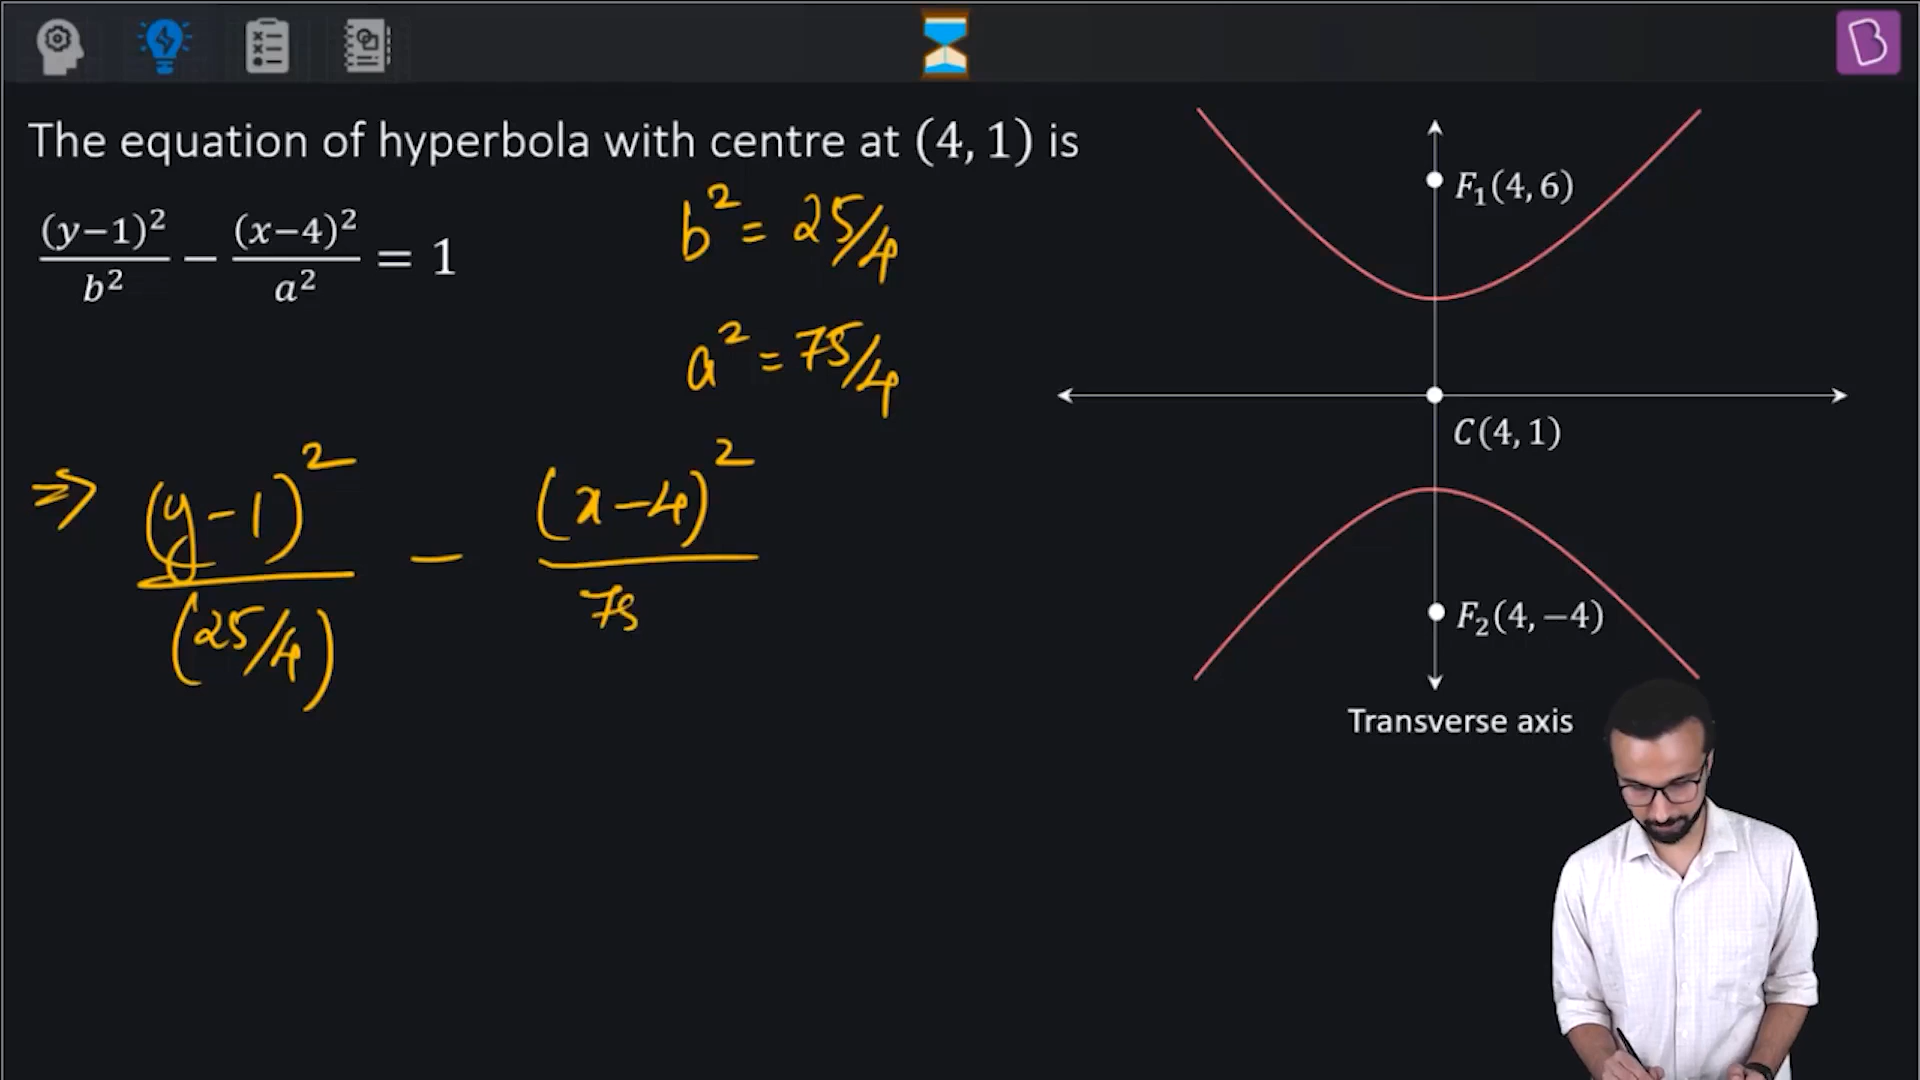 The equation of hyperbola with centre at (4, 1) is
(y−1)²/b² − (x−4)²/a² = 1
b² = 25/4
a² = 75/4
⇒ (y-1)²/(25/4) − (x-4)²/75
F₁(4, 6)
C(4, 1)
F₂(4, −4)
Transverse axis